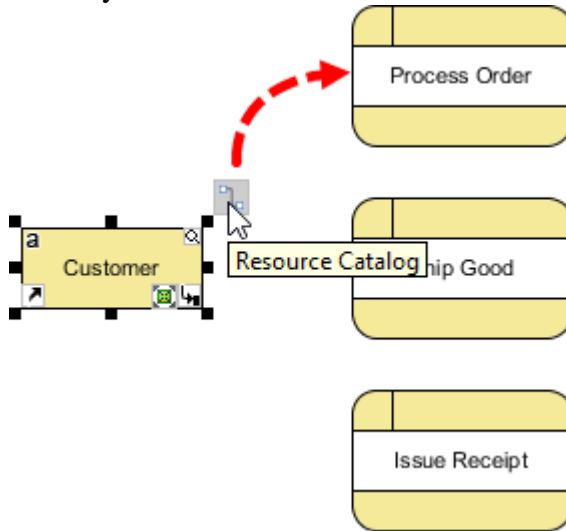 Process Order
a
Customer
Resource Catalog
hip Good
Issue Receipt